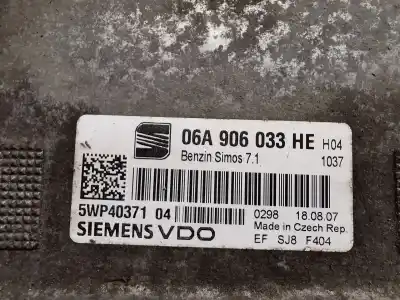 06A 906 033 HE H04
Benzin Simos 7.1 1037
5WP40371 04 0298 18.08.07
Made in Czech Rep.
SIEMENS VDO EF SJ8 F404